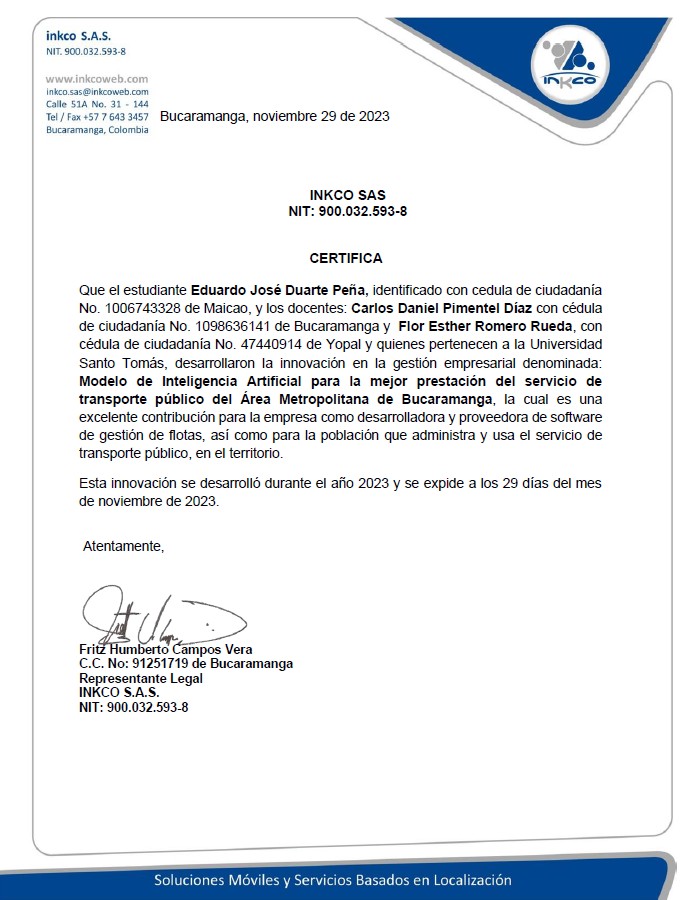 inkco S.A.S.
NIT. 900.032.593-8
www.inkcoweb.com
inkco.sas@inkcoweb.com
Calle 51A No. 31 - 144
Tel / Fax +57 7 643 3457
Bucaramanga, Colombia
INKCO
Bucaramanga, noviembre 29 de 2023
INKCO SAS
NIT: 900.032.593-8
CERTIFICA
Que el estudiante Eduardo José Duarte Peña, identificado con cedula de ciudadanía
No. 1006743328 de Maicao, y los docentes: Carlos Daniel Pimentel Díaz con cédula
de ciudadanía No. 1098636141 de Bucaramanga y Flor Esther Romero Rueda, con
cédula de ciudadanía No. 47440914 de Yopal y quienes pertenecen a la Universidad
Santo Tomás, desarrollaron la innovación en la gestión empresarial denominada:
Modelo de Inteligencia Artificial para la mejor prestación del servicio de
transporte público del Área Metropolitana de Bucaramanga, la cual es una
excelente contribución para la empresa como desarrolladora y proveedora de software
de gestión de flotas, así como para la población que administra y usa el servicio de
transporte público, en el territorio.
Esta innovación se desarrolló durante el año 2023 y se expide a los 29 días del mes
de noviembre de 2023.
Atentamente,
Fritz Humberto Campos Vera
C.C. No: 91251719 de Bucaramanga
Representante Legal
INKCO S.A.S.
NIT: 900.032.593-8
Soluciones Móviles y Servicios Basados en Localización